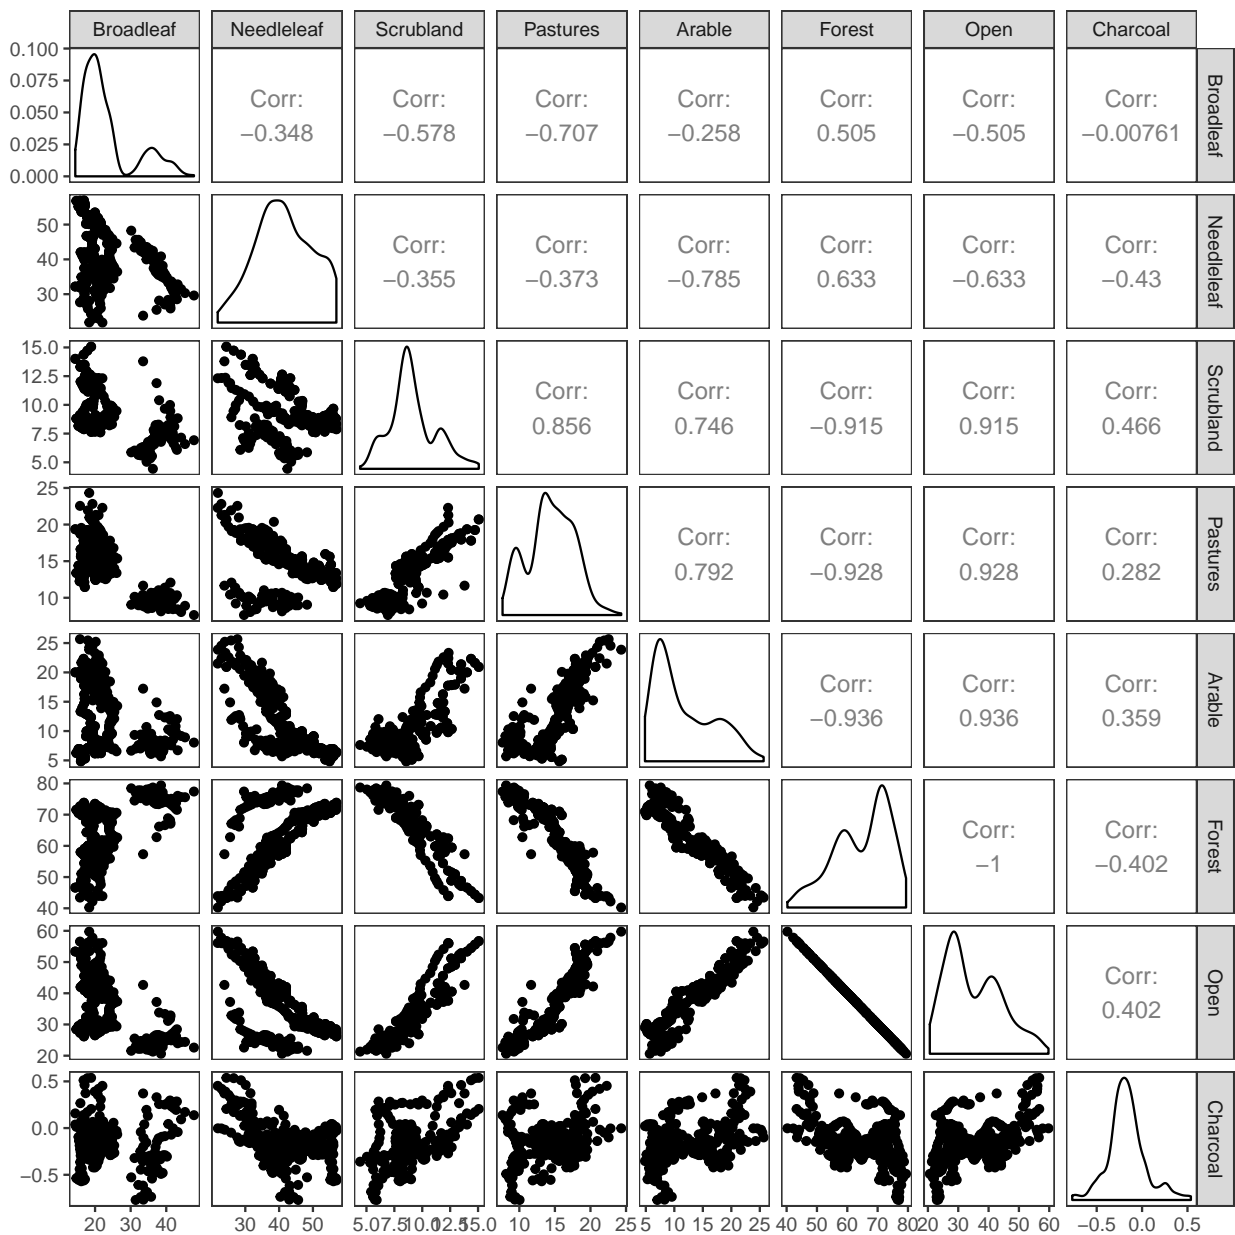 Broadleaf Needleleaf Scrubland Pastures Arable Forest Open Charcoal
0.100
0.075
0.050
0.025
0.000
Corr: Corr: Corr: Corr: Corr: Corr: Corr:
−0.348 −0.578 −0.707 −0.258 0.505 −0.505 −0.00761
Broadleaf
50
40
30
Corr: Corr: Corr: Corr: Corr: Corr:
−0.355 −0.373 −0.785 0.633 −0.633 −0.43
Needleleaf
15.0
12.5
10.0
7.5
5.0
Corr: Corr: Corr: Corr: Corr:
0.856 0.746 −0.915 0.915 0.466
Scrubland
25
20
15
10
Corr: Corr: Corr: Corr:
0.792 −0.928 0.928 0.282
Pastures
25
20
15
10
5
Corr: Corr: Corr:
−0.936 0.936 0.359
Arable
80
70
60
50
40
Corr: Corr:
−1 −0.402
Forest
60
50
40
30
20
Corr:
0.402
Open
0.5
0.0
−0.5
Charcoal
20 30 40 30 40 50 5.0 7.5 10.0 12.5 15.0 10 15 20 25 5 10 15 20 25 40 50 60 70 80 20 30 40 50 60 −0.5 0.0 0.5